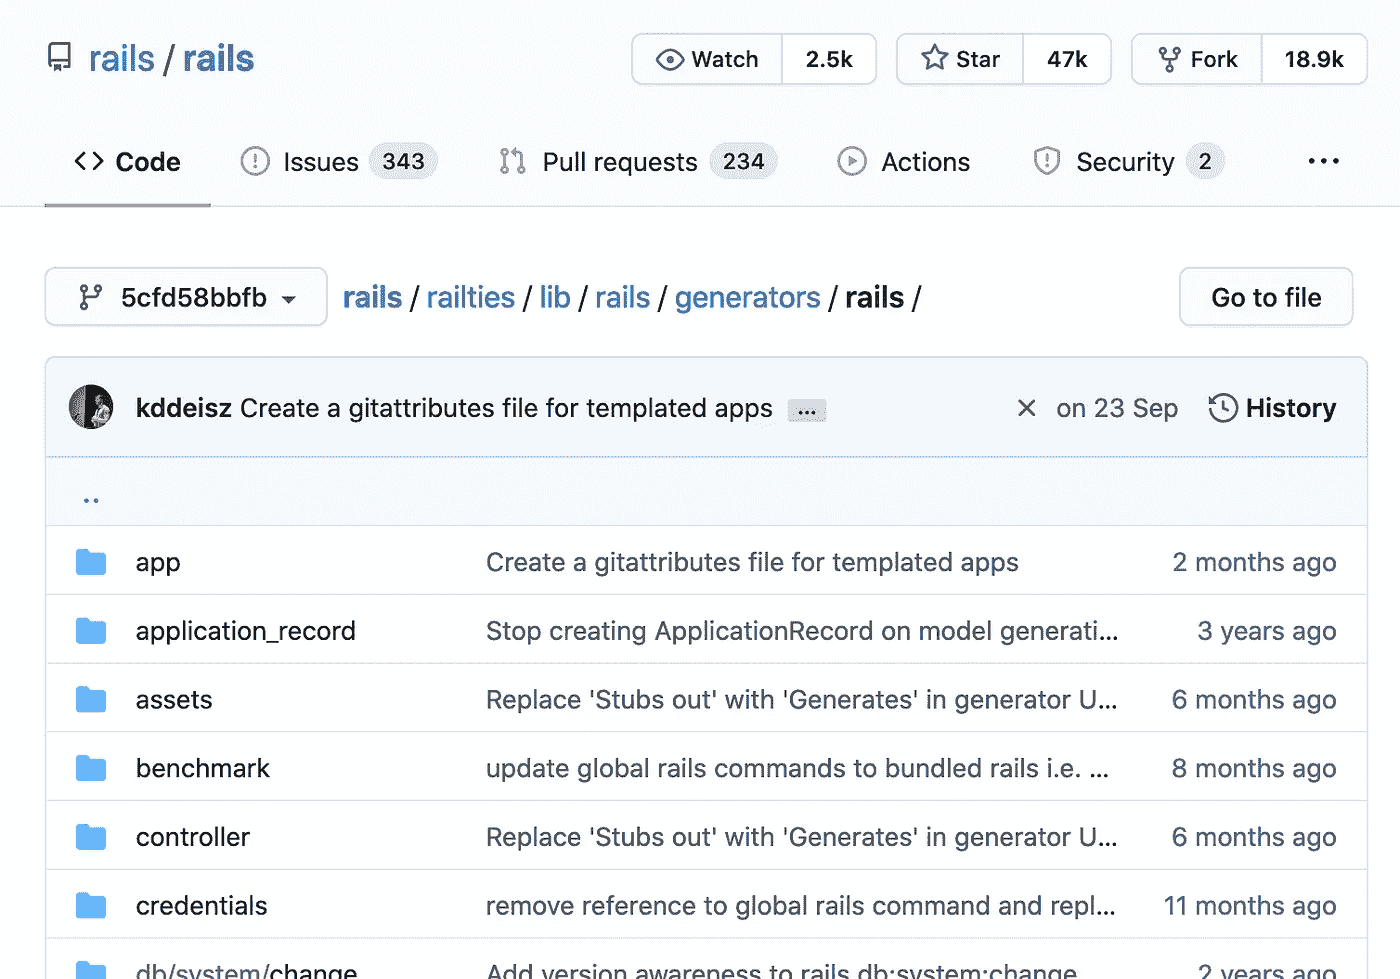 rails / rails Watch 2.5k Star 47k Fork 18.9k
<> Code Issues 343 Pull requests 234 Actions Security 2 ...
5cfd58bbfb rails / railties / lib / rails / generators / rails / Go to file
kddeisz Create a gitattributes file for templated apps ... × on 23 Sep History
..
app Create a gitattributes file for templated apps 2 months ago
application_record Stop creating ApplicationRecord on model generati... 3 years ago
assets Replace 'Stubs out' with 'Generates' in generator U... 6 months ago
benchmark update global rails commands to bundled rails i.e. ... 8 months ago
controller Replace 'Stubs out' with 'Generates' in generator U... 6 months ago
credentials remove reference to global rails command and repl... 11 months ago
db/system/change Add version awareness to rails db:system:change 2 years ago